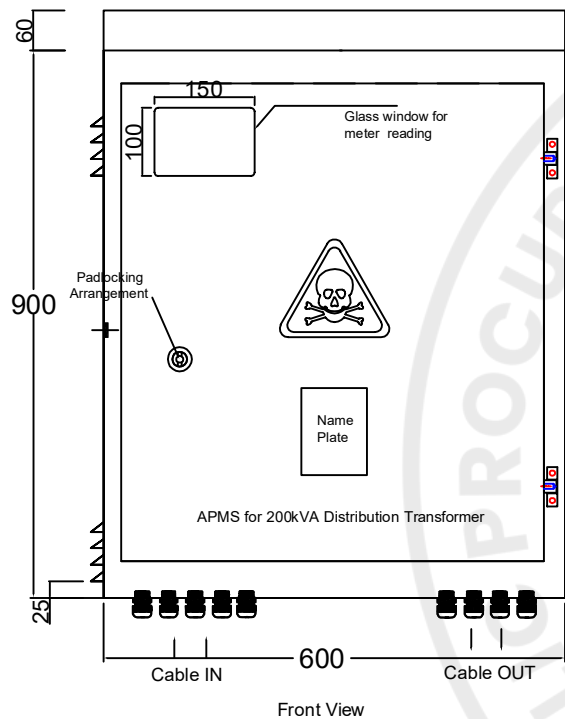 60
150
Glass window for
meter reading
100
Padlocking
Arrangement
900
Name
Plate
APMS for 200kVA Distribution Transformer
25
600
Cable IN
Cable OUT
Front View